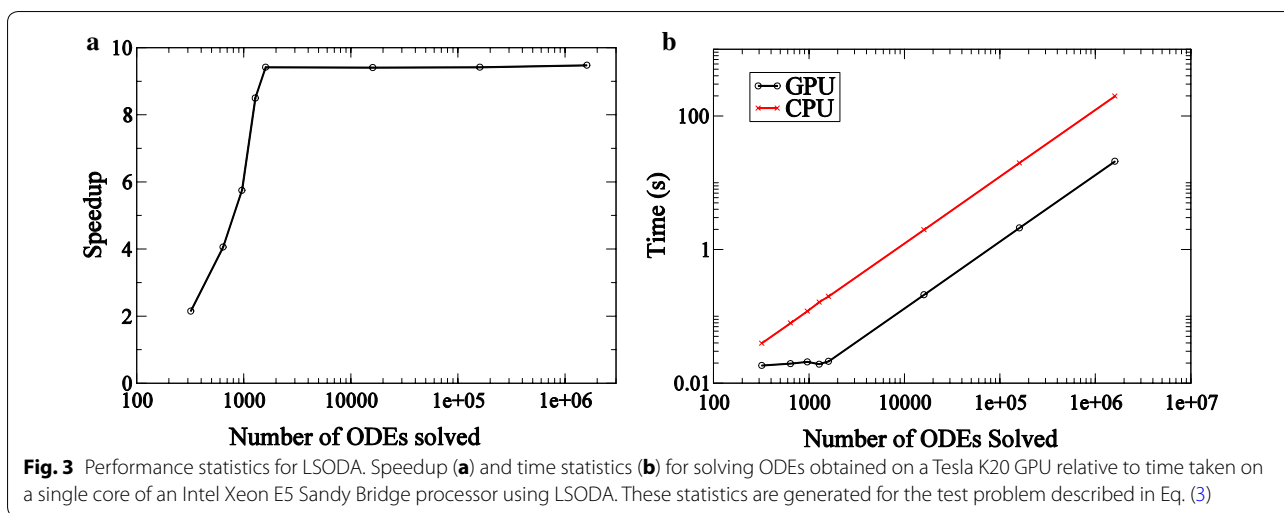 a
10
8
6
4
2
0
Speedup
100
1000
10000
1e+05
1e+06
Number of ODEs solved
b
GPU
CPU
100
1
0.01
Time (s)
100
1000
10000
1e+05
1e+06
1e+07
Number of ODEs Solved
Fig. 3 Performance statistics for LSODA. Speedup (a) and time statistics (b) for solving ODEs obtained on a Tesla K20 GPU relative to time taken on
a single core of an Intel Xeon E5 Sandy Bridge processor using LSODA. These statistics are generated for the test problem described in Eq. (3)